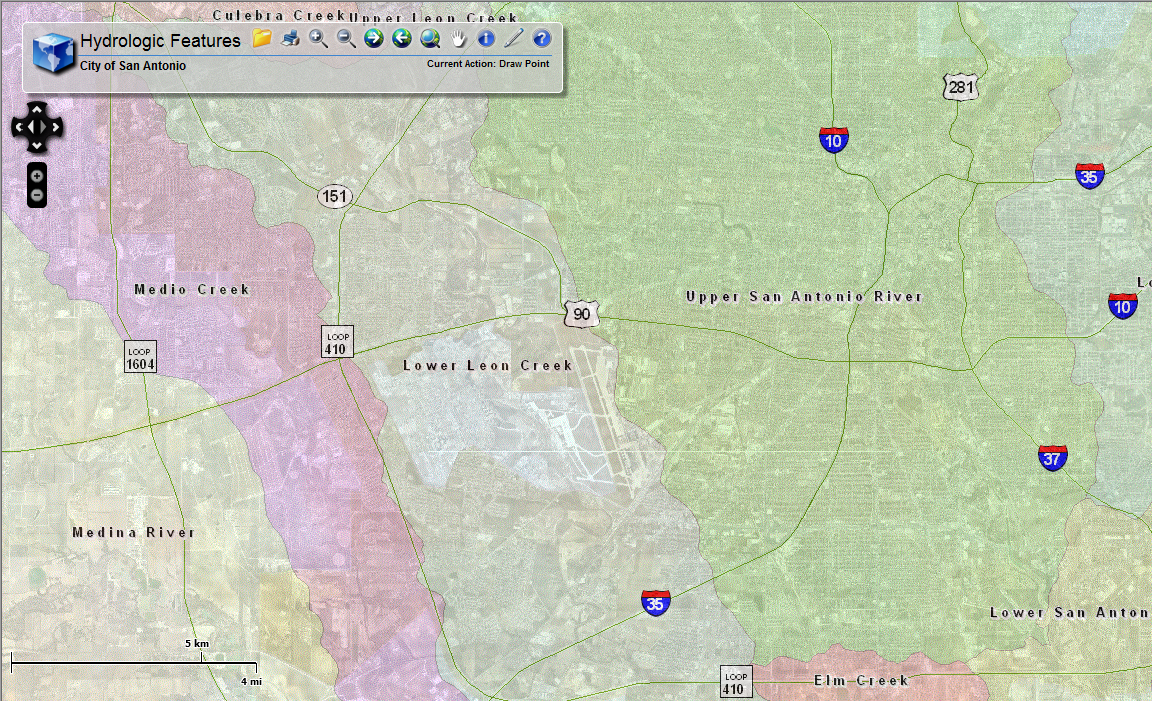 Culebra Creek
Upper Leon Creek
Hydrologic Features
City of San Antonio
Current Action: Draw Point
281
10
35
151
Medio Creek
Upper San Antonio River
10
90
LOOP
410
LOOP
1604
Lower Leon Creek
37
Medina River
35
Lower San Anton
5 km
4 mi
LOOP
410
Elm Creek